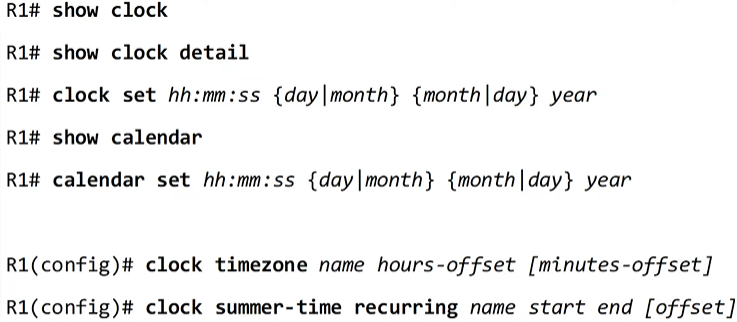 R1# show clock
R1# show clock detail
R1# clock set hh:mm:ss {day|month} {month|day} year
R1# show calendar
R1# calendar set hh:mm:ss {day|month} {month|day} year
R1(config)# clock timezone name hours-offset [minutes-offset]
R1(config)# clock summer-time recurring name start end [offset]